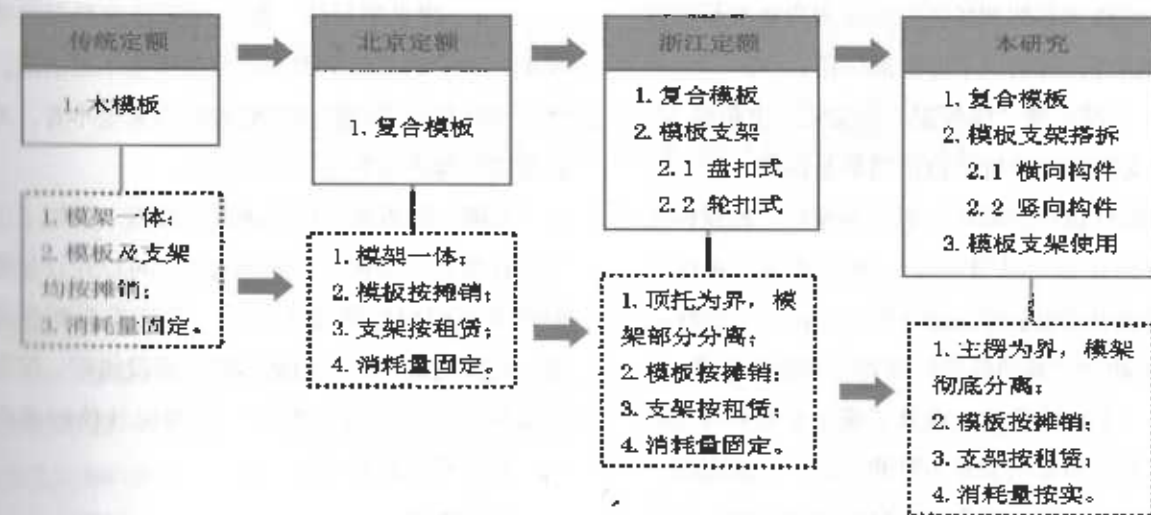 传统定额
1. 木模板
1. 模架一体；
2. 模板及支架
均按摊销；
3. 消耗量固定。
北京定额
1. 复合模板
1. 模架一体；
2. 模板按摊销；
3. 支架按租赁；
4. 消耗量固定。
浙江定额
1. 复合模板
2. 模板支架
2.1 盘扣式
2.2 轮扣式
1. 顶托为界，模
架部分分离；
2. 模板按摊销；
3. 支架按租赁；
4. 消耗量固定。
本研究
1. 复合模板
2. 模板支架搭拆
2.1 横向构件
2.2 竖向构件
3. 模板支架使用
1. 主楞为界，模架
彻底分离；
2. 模板按摊销；
3. 支架按租赁；
4. 消耗量按实。